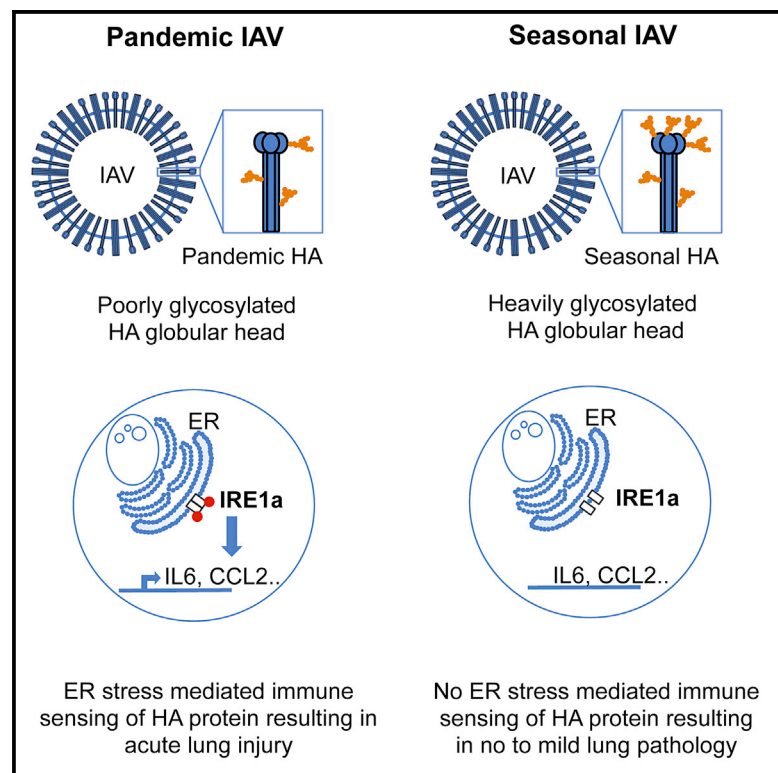 Pandemic IAV
IAV
Pandemic HA
Poorly glycosylated
HA globular head
ER
IRE1a
IL6, CCL2..
ER stress mediated immune
sensing of HA protein resulting in
acute lung injury
Seasonal IAV
IAV
Seasonal HA
Heavily glycosylated
HA globular head
ER
IRE1a
IL6, CCL2..
No ER stress mediated immune
sensing of HA protein resulting
in no to mild lung pathology